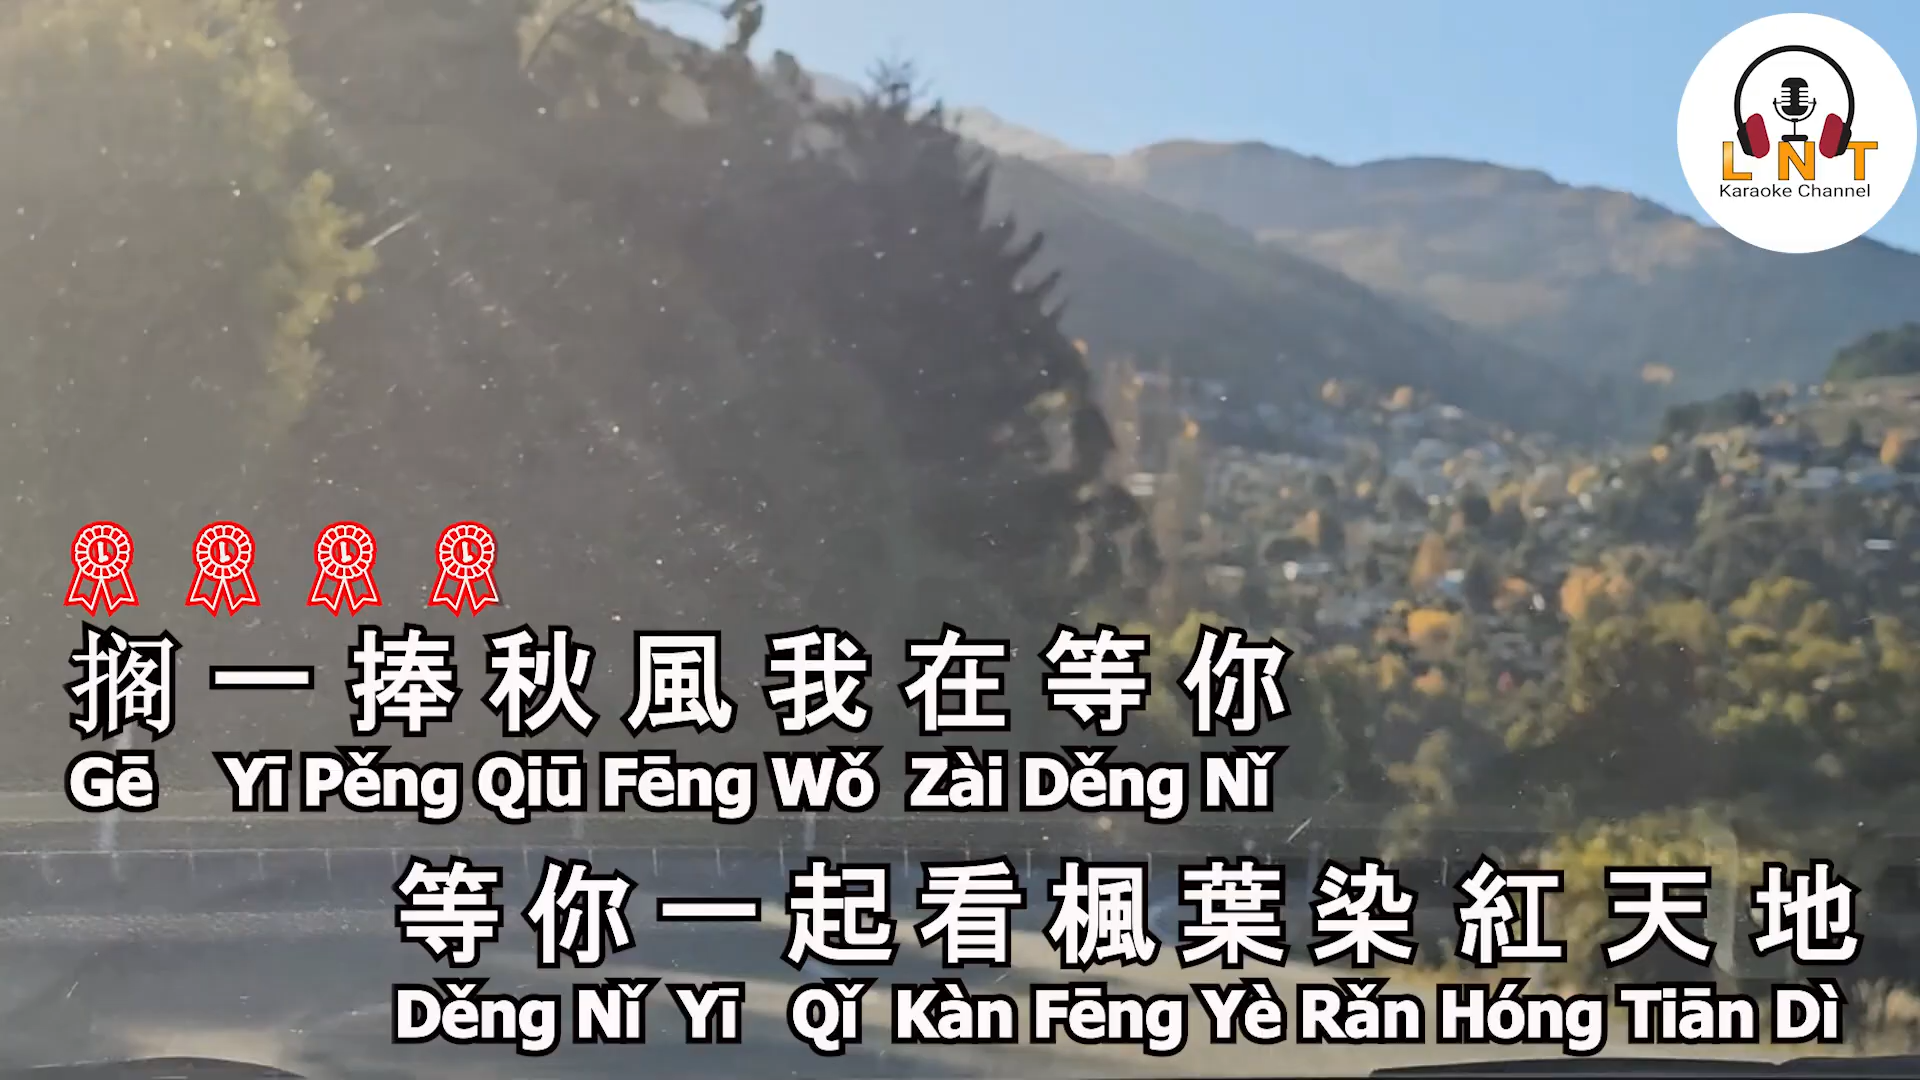 L N T
Karaoke Channel
搁一捧秋風我在等你
Gē Yī Pěng Qiū Fēng Wǒ Zài Děng Nǐ
等你一起看楓葉染紅天地
Děng Nǐ Yī Qǐ Kàn Fēng Yè Rǎn Hóng Tiān Dì